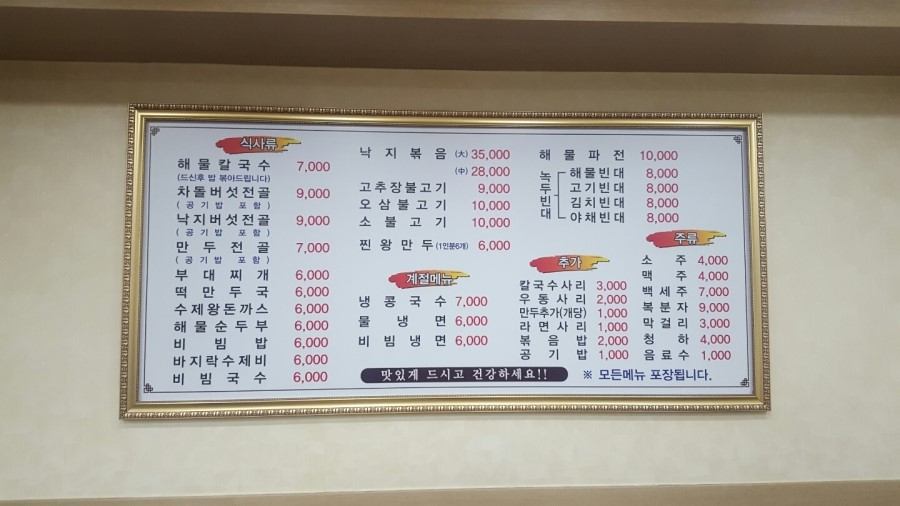 식사류
해물칼국수 7,000
(드신후 밥 볶아드립니다)
차돌버섯전골 9,000
(공기밥 포함)
낙지버섯전골 9,000
(공기밥 포함)
만두전골 7,000
(공기밥 포함)
부대찌개 6,000
떡만두국 6,000
수제왕돈까스 6,000
해물순두부 6,000
비빔밥 6,000
바지락수제비 6,000
비빔국수 6,000
낙지볶음 (大) 35,000
(中) 28,000
고추장불고기 9,000
오삼불고기 10,000
소불고기 10,000
찐왕만두 (1인분6개) 6,000
계절메뉴
냉콩국수 7,000
물냉면 6,000
비빔냉면 6,000
해물파전 10,000
녹두빈대
해물빈대 8,000
고기빈대 8,000
김치빈대 8,000
야채빈대 8,000
추가
칼국수사리 3,000
우동사리 2,000
만두추가(개당) 1,000
라면사리 1,000
볶음밥 2,000
공기밥 1,000
주류
소주 4,000
맥주 4,000
백세주 7,000
복분자 9,000
막걸리 3,000
청하 4,000
음료수 1,000
맛있게 드시고 건강하세요!!
※ 모든메뉴 포장됩니다.